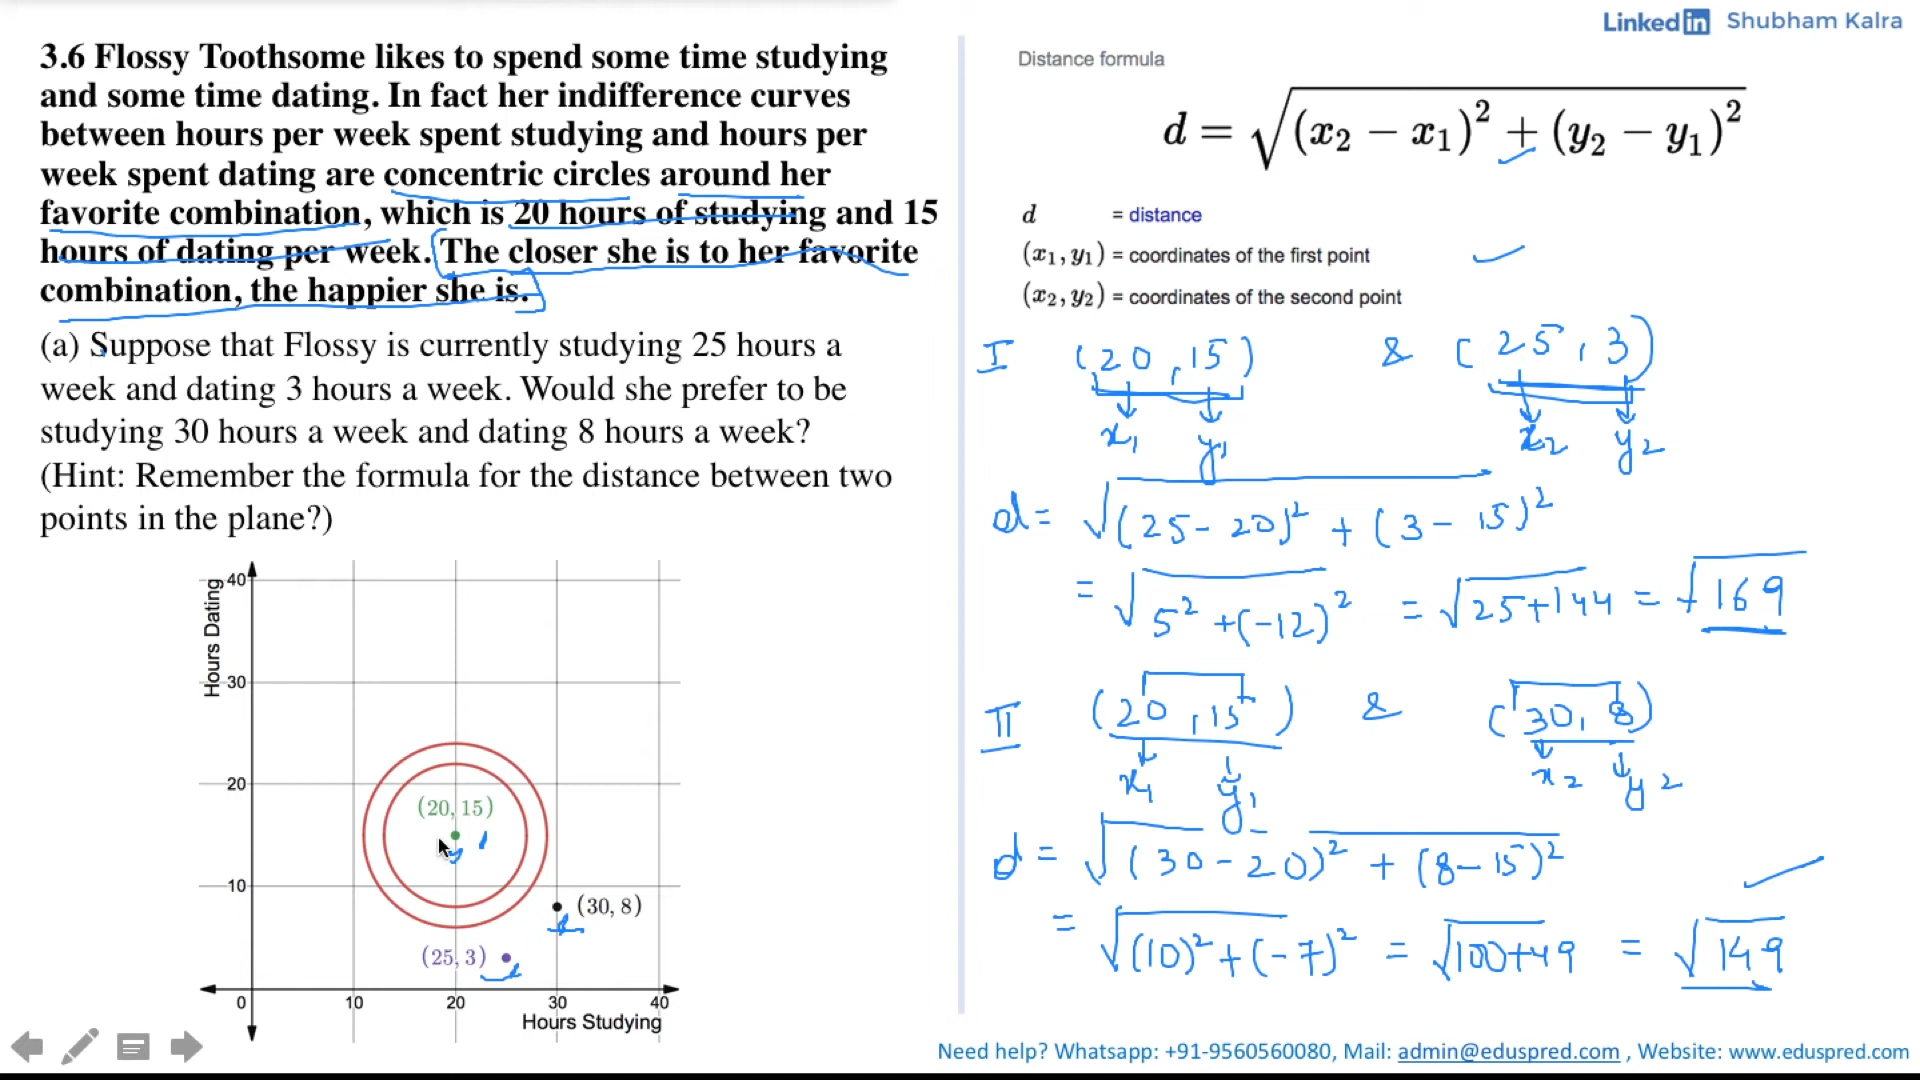 Linked in Shubham Kalra
3.6 Flossy Toothsome likes to spend some time studying
and some time dating. In fact her indifference curves
between hours per week spent studying and hours per
week spent dating are concentric circles around her
favorite combination, which is 20 hours of studying and 15
hours of dating per week. The closer she is to her favorite
combination, the happier she is.
(a) Suppose that Flossy is currently studying 25 hours a
week and dating 3 hours a week. Would she prefer to be
studying 30 hours a week and dating 8 hours a week?
(Hint: Remember the formula for the distance between two
points in the plane?)
Hours Dating
40
30
20
10
0
10
20
30
40
Hours Studying
(20, 15)
(30, 8)
(25, 3)
Distance formula
d = √(x₂ − x₁)² + (y₂ − y₁)²
d = distance
(x₁, y₁) = coordinates of the first point
(x₂, y₂) = coordinates of the second point
I (20, 15) & (25, 3)
x₁ y₁ x₂ y₂
d = √(25 - 20)² + (3 - 15)²
= √5² + (-12)² = √25+144 = √169
II (20, 15) & (30, 8)
x₁ y₁ x₂ y₂
d = √(30 - 20)² + (8 - 15)²
= √(10)² + (-7)² = √100+49 = √149
Need help? Whatsapp: +91-9560560080, Mail: admin@eduspred.com , Website: www.eduspred.com